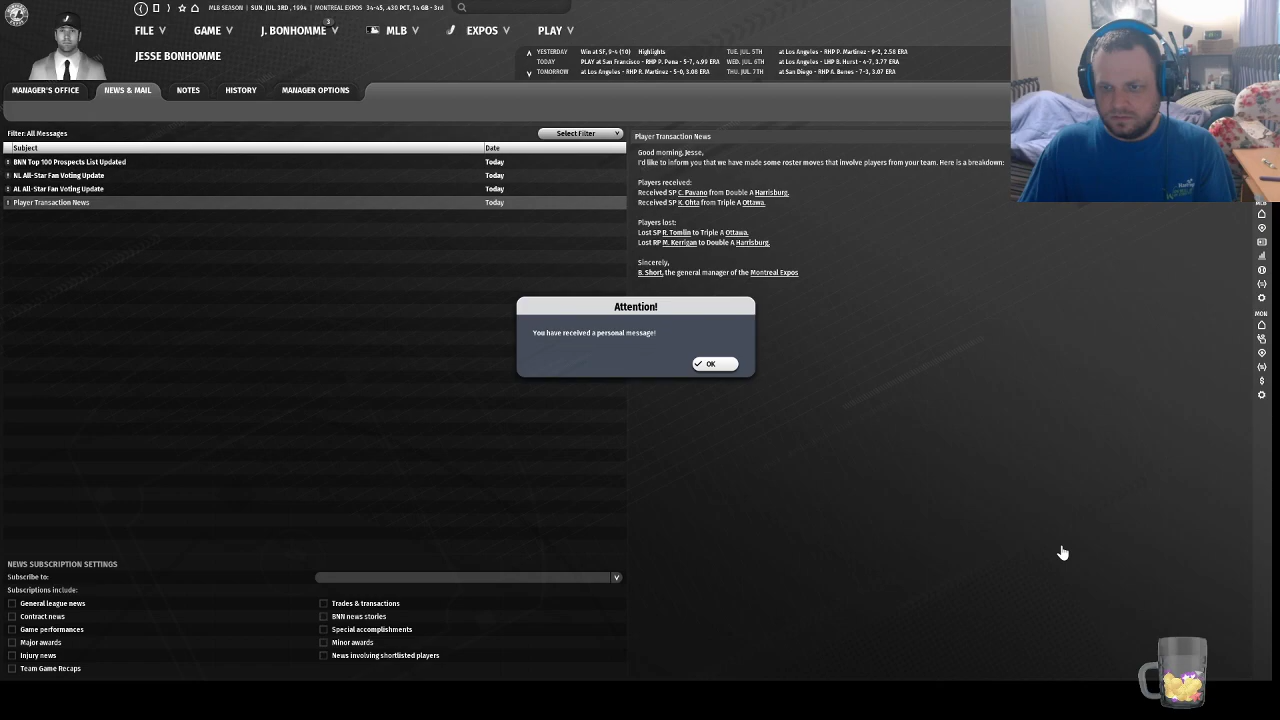 MLB SEASON | SUN. JUL. 3RD, 1994 | MONTREAL EXPOS 34-45, .430 PCT, 14 GB - 3rd
FILE GAME J. BONHOMME 3 MLB EXPOS PLAY
JESSE BONHOMME
YESTERDAY Win at SF, 9-4 (10) Highlights TUE. JUL. 5TH at Los Angeles - RHP P. Martinez - 9-2, 2.58 ERA
TODAY PLAY at San Francisco - RHP P. Pena - 5-7, 4.99 ERA WED. JUL. 6TH at Los Angeles - LHP B. Hurst - 4-7, 3.77 ERA
TOMORROW at Los Angeles - RHP R. Martinez - 5-0, 3.08 ERA THU. JUL. 7TH at San Diego - RHP A. Benes - 7-3, 3.07 ERA
MANAGER'S OFFICE NEWS & MAIL NOTES HISTORY MANAGER OPTIONS
Filter: All Messages Select Filter
Subject Date
BNN Top 100 Prospects List Updated Today
NL All-Star Fan Voting Update Today
AL All-Star Fan Voting Update Today
Player Transaction News Today
Player Transaction News
Good morning, Jesse,
I'd like to inform you that we have made some roster moves that involve players from your team. Here is a breakdown:
Players received:
Received SP C. Pavano from Double A Harrisburg.
Received SP K. Ohta from Triple A Ottawa.
Players lost:
Lost SP R. Tomlin to Triple A Ottawa.
Lost RP M. Kerrigan to Double A Harrisburg.
Sincerely,
B. Short, the general manager of the Montreal Expos
Attention!
You have received a personal message!
OK
MLB
MON
NEWS SUBSCRIPTION SETTINGS
Subscribe to:
Subscriptions include:
General league news Trades & transactions
Contract news BNN news stories
Game performances Special accomplishments
Major awards Minor awards
Injury news News involving shortlisted players
Team Game Recaps